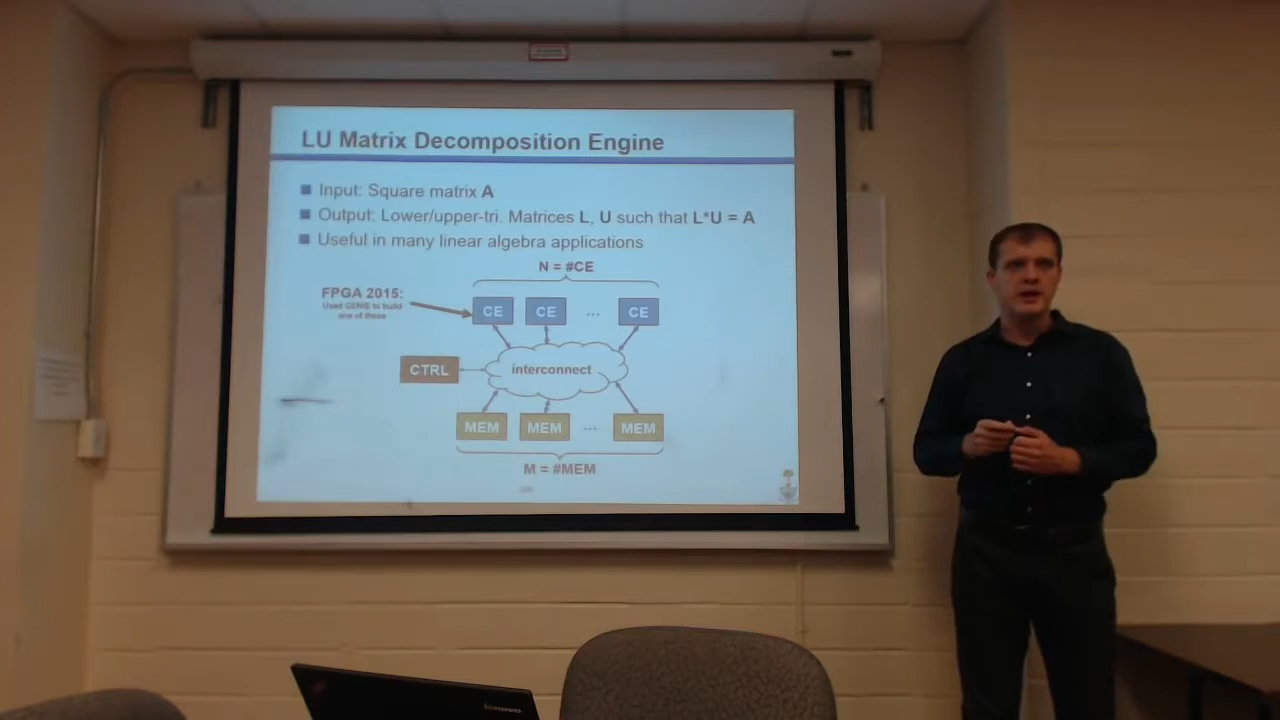 LU Matrix Decomposition Engine
Input: Square matrix A
Output: Lower/upper-tri. Matrices L, U such that L*U = A
Useful in many linear algebra applications
N = #CE
FPGA 2015:
Used GENIE to build
one of these
CE CE ... CE
CTRL
interconnect
MEM MEM ... MEM
M = #MEM
lenovo